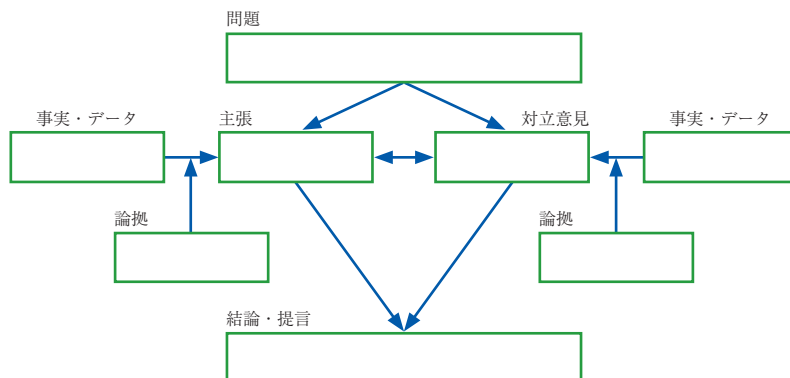 問題
事実・データ
主張
対立意見
事実・データ
論拠
論拠
結論・提言